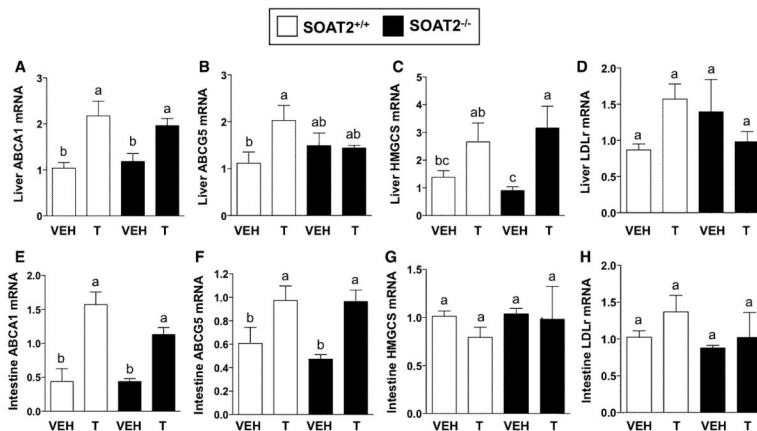 SOAT2+/+ SOAT2-/-
A
Liver ABCA1 mRNA
3
2
1
0
b a b a
VEH T VEH T
B
Liver ABCG5 mRNA
3
2
1
0
b a ab ab
VEH T VEH T
C
Liver HMGCS mRNA
5
4
3
2
1
0
bc ab c a
VEH T VEH T
D
Liver LDLr mRNA
2.0
1.5
1.0
0.5
0.0
a a a a
VEH T VEH T
E
Intestine ABCA1 mRNA
2.0
1.5
1.0
0.5
0.0
b a b a
VEH T VEH T
F
Intestine ABCG5 mRNA
1.2
1.0
0.8
0.6
0.4
0.2
0.0
b a b a
VEH T VEH T
G
Intestine HMGCS mRNA
1.5
1.0
0.5
0.0
a a a a
VEH T VEH T
H
Intestine LDLr mRNA
2.0
1.5
1.0
0.5
0.0
a a a a
VEH T VEH T